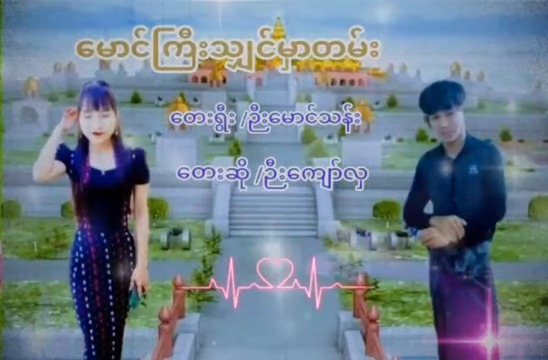 မောင်ကြီးသျှင်မှာတမ်း
တေးရှီး /ဦးမောင်သန်း
တေးဆို /ဦးကျော်လှ